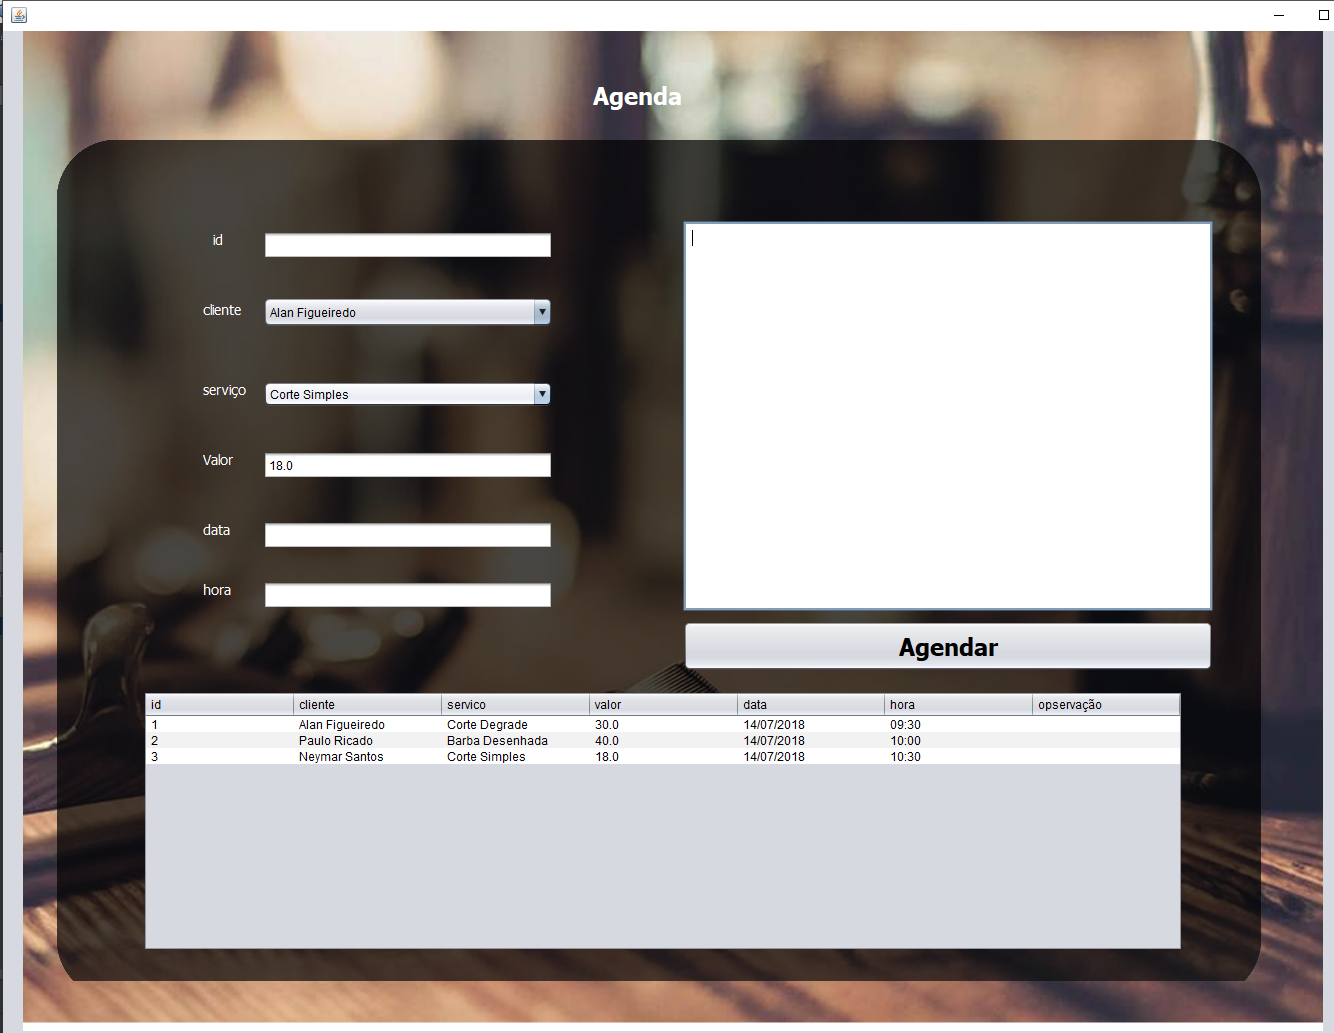 Agenda
id
cliente Alan Figueiredo
serviço Corte Simples
Valor 18.0
data
hora
Agendar
id cliente servico valor data hora opservação
1 Alan Figueiredo Corte Degrade 30.0 14/07/2018 09:30
2 Paulo Ricado Barba Desenhada 40.0 14/07/2018 10:00
3 Neymar Santos Corte Simples 18.0 14/07/2018 10:30